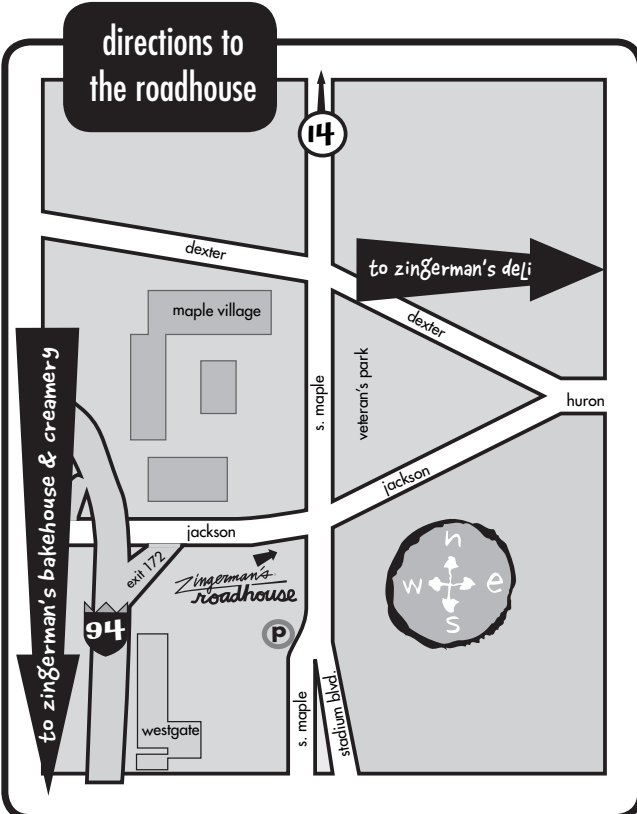 directions to
the roadhouse
14
dexter
to zingerman's deli
maple village
dexter
s. maple
veteran's park
huron
to zingerman's bakehouse & creamery
jackson
jackson
exit 172
zingerman's
roadhouse
n
w e
s
94
P
westgate
s. maple
stadium blvd.